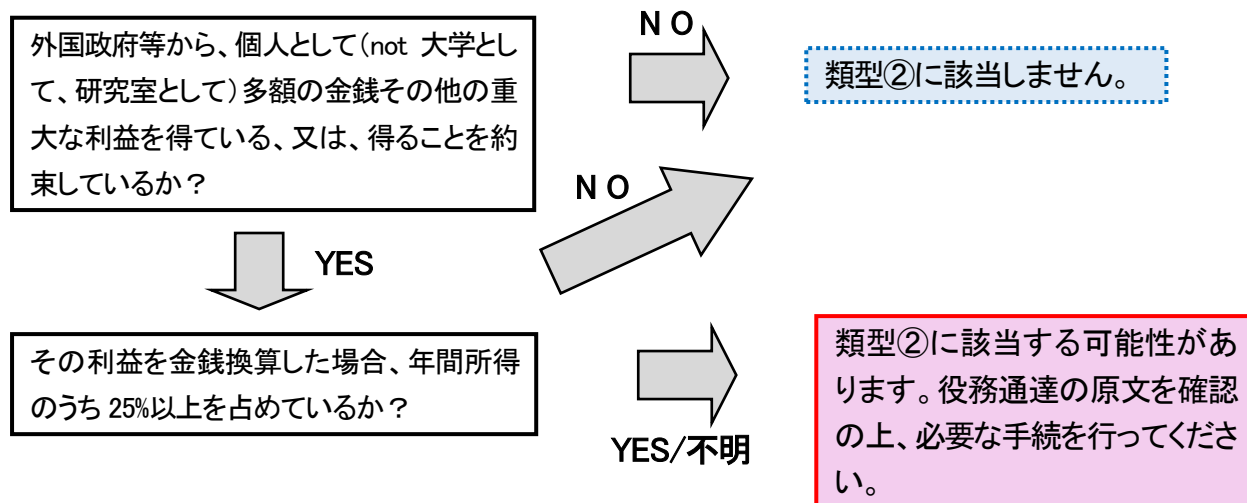 外国政府等から、個人として(not 大学とし
て、研究室として)多額の金銭その他の重
大な利益を得ている、又は、得ることを約
束しているか?
NO
類型②に該当しません。
NO
YES
その利益を金銭換算した場合、年間所得
のうち 25%以上を占めているか?
YES/不明
類型②に該当する可能性があ
ります。役務通達の原文を確認
の上、必要な手続を行ってくださ
い。